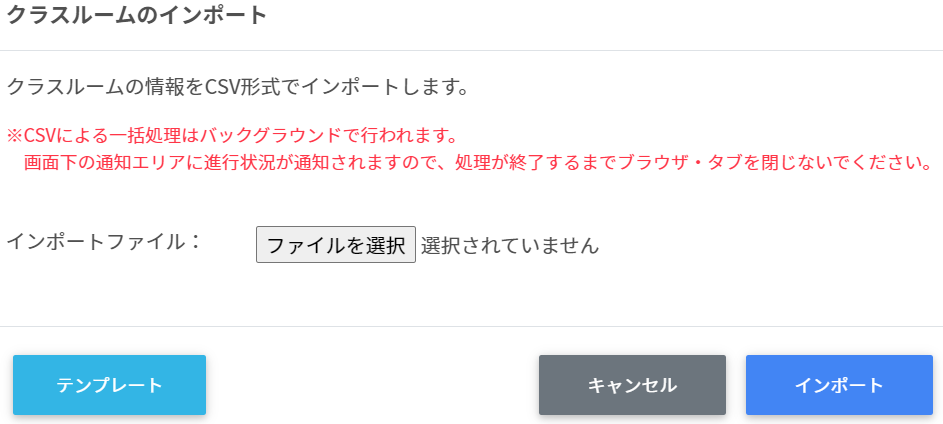 クラスルームのインポート
クラスルームの情報をCSV形式でインポートします。
※CSVによる一括処理はバックグラウンドで行われます。
画面下の通知エリアに進行状況が通知されますので、処理が終了するまでブラウザ・タブを閉じないでください。
インポートファイル： ファイルを選択 選択されていません
テンプレート キャンセル インポート